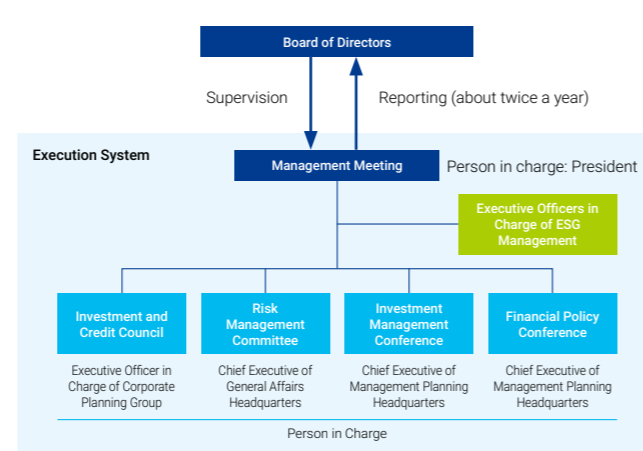 Board of Directors
Supervision
Reporting (about twice a year)
Execution System
Management Meeting
Person in charge: President
Executive Officers in
Charge of ESG
Management
Investment and
Credit Council
Risk
Management
Committee
Investment
Management
Conference
Financial Policy
Conference
Executive Officer in
Charge of Corporate
Planning Group
Chief Executive of
General Affairs
Headquarters
Chief Executive of
Management Planning
Headquarters
Chief Executive of
Management Planning
Headquarters
Person in Charge